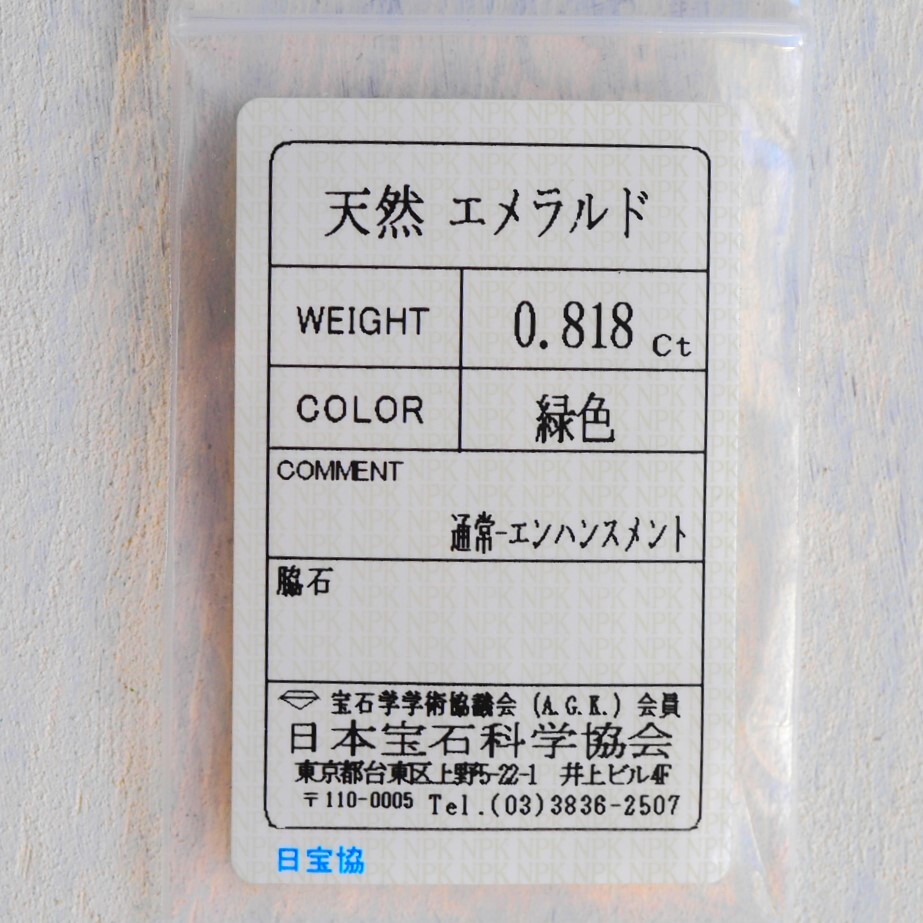 天然 エメラルド
WEIGHT 0.818 Ct
COLOR 緑色
COMMENT
通常-エンハンスメント
脇石
宝石学学術協議会 (A.G.K.) 会員
日本宝石科学協会
東京都台東区上野5-22-1 井上ビル4F
〒110-0005 Tel.(03)3836-2507
日宝協